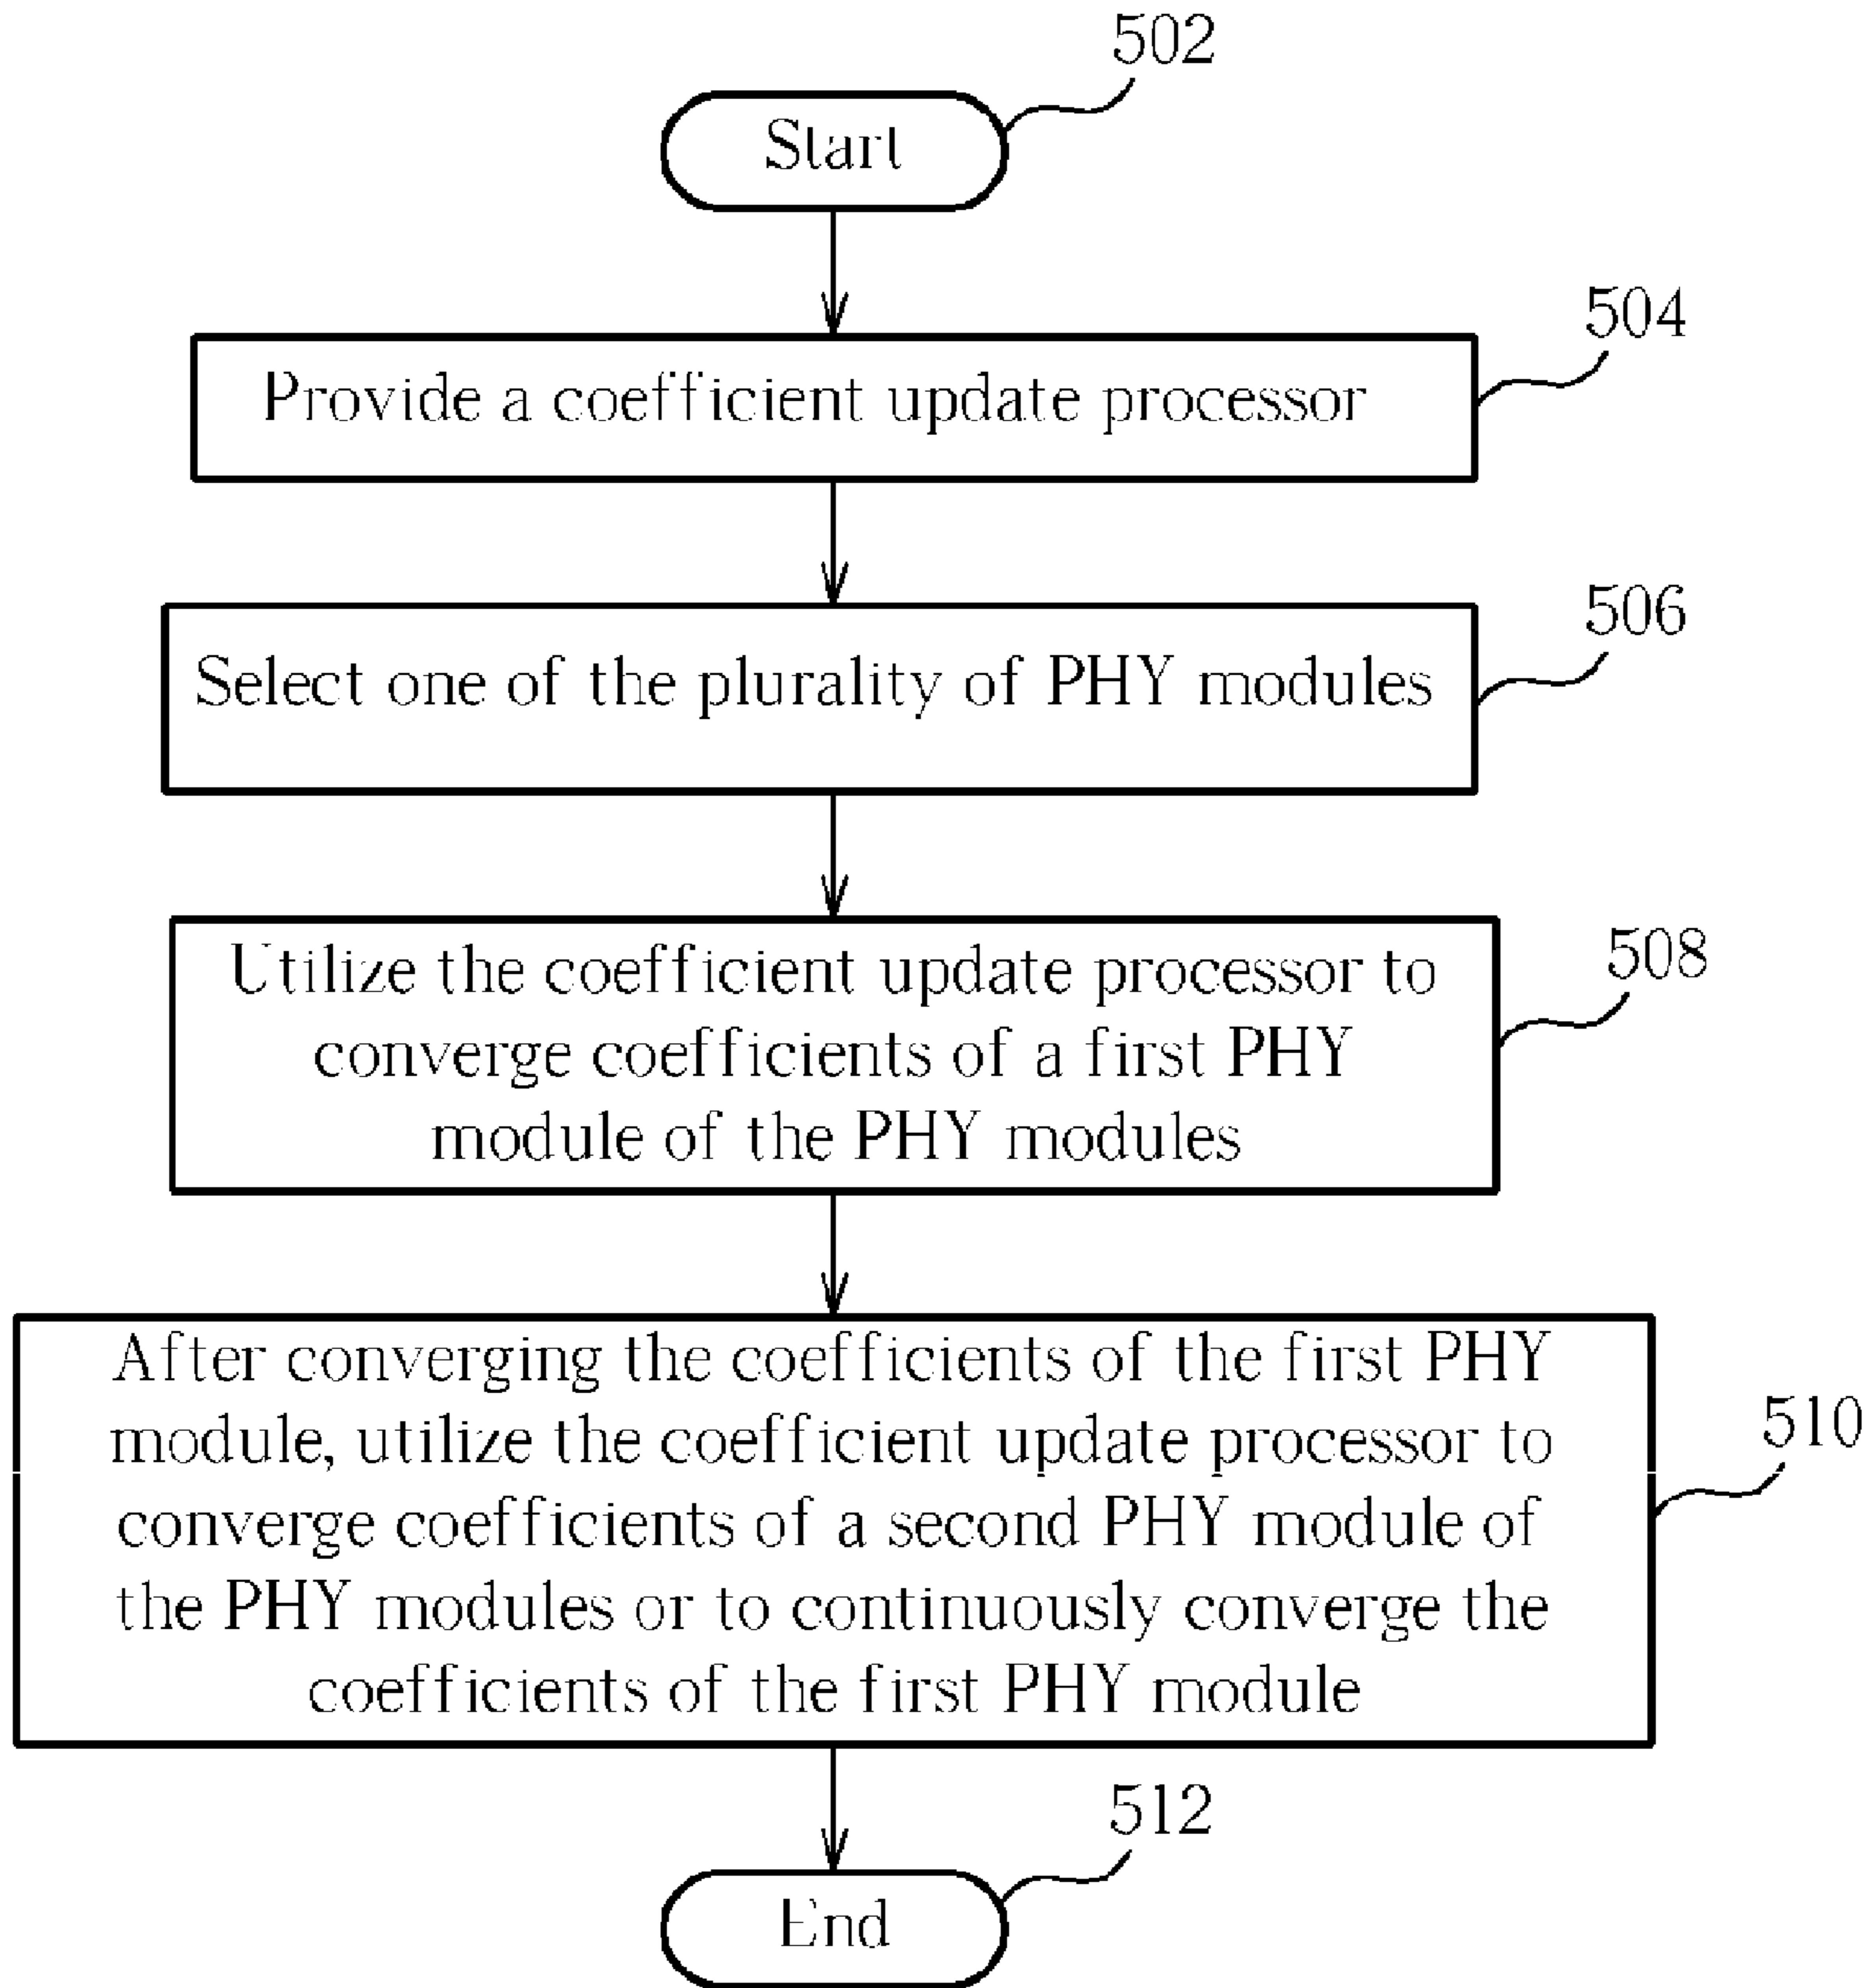 502
Start
504
Provide a coefficient update processor
506
Select one of the plurality of PHY modules
508
Utilize the coefficient update processor to
converge coefficients of a first PHY
module of the PHY modules
After converging the coefficients of the first PHY
module, utilize the coefficient update processor to
converge coefficients of a second PHY module of
the PHY modules or to continuously converge the
coefficients of the first PHY module
510
512
End